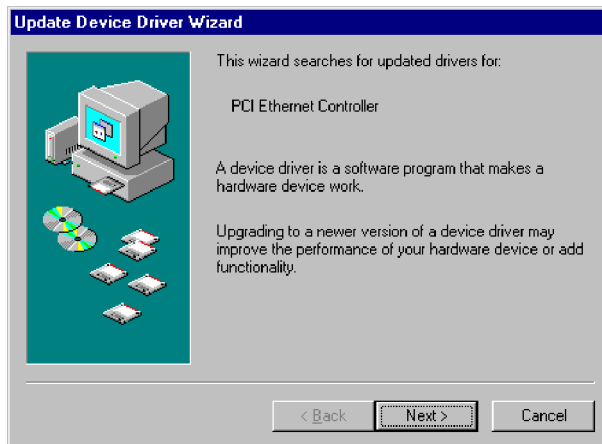 Update Device Driver Wizard
This wizard searches for updated drivers for:
PCI Ethernet Controller
A device driver is a software program that makes a
hardware device work.
Upgrading to a newer version of a device driver may
improve the performance of your hardware device or add
functionality.
< Back
Next >
Cancel